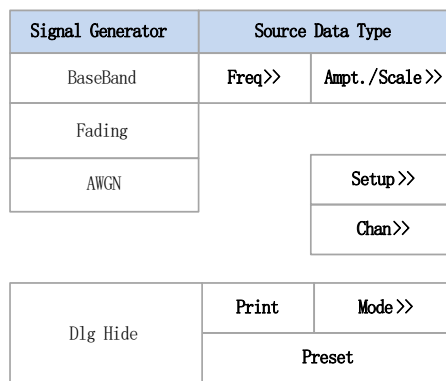 Signal Generator Source Data Type
BaseBand Freq>> Ampt./Scale>>
Fading
AWGN Setup>>
Chan>>
Dlg Hide Print Mode>>
Preset